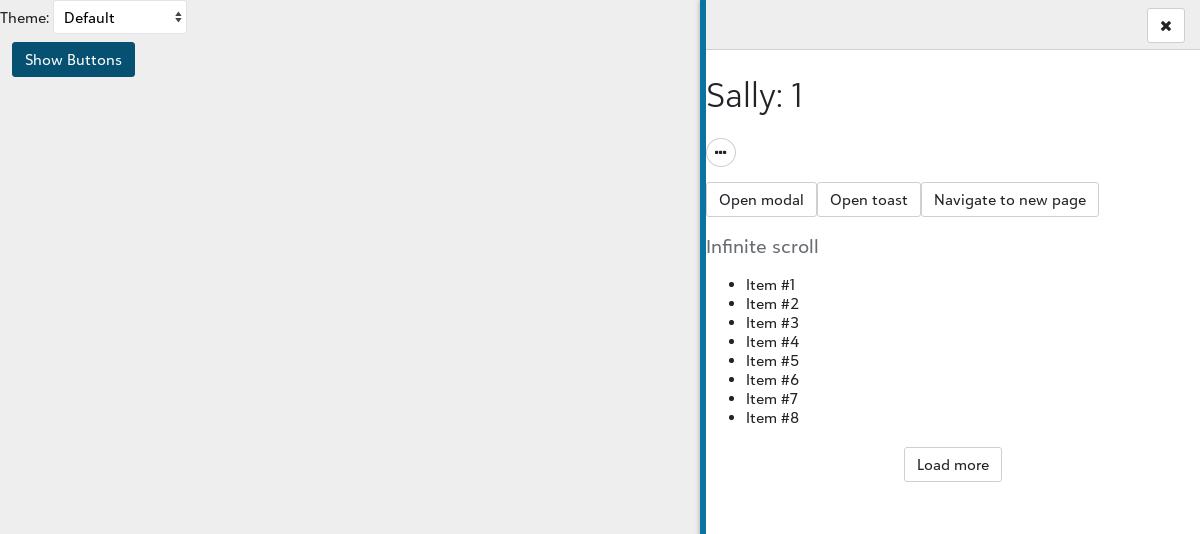 Theme: Default
Show Buttons
✖
Sally: 1
•••
Open modal Open toast Navigate to new page
Infinite scroll
• Item #1
• Item #2
• Item #3
• Item #4
• Item #5
• Item #6
• Item #7
• Item #8
Load more